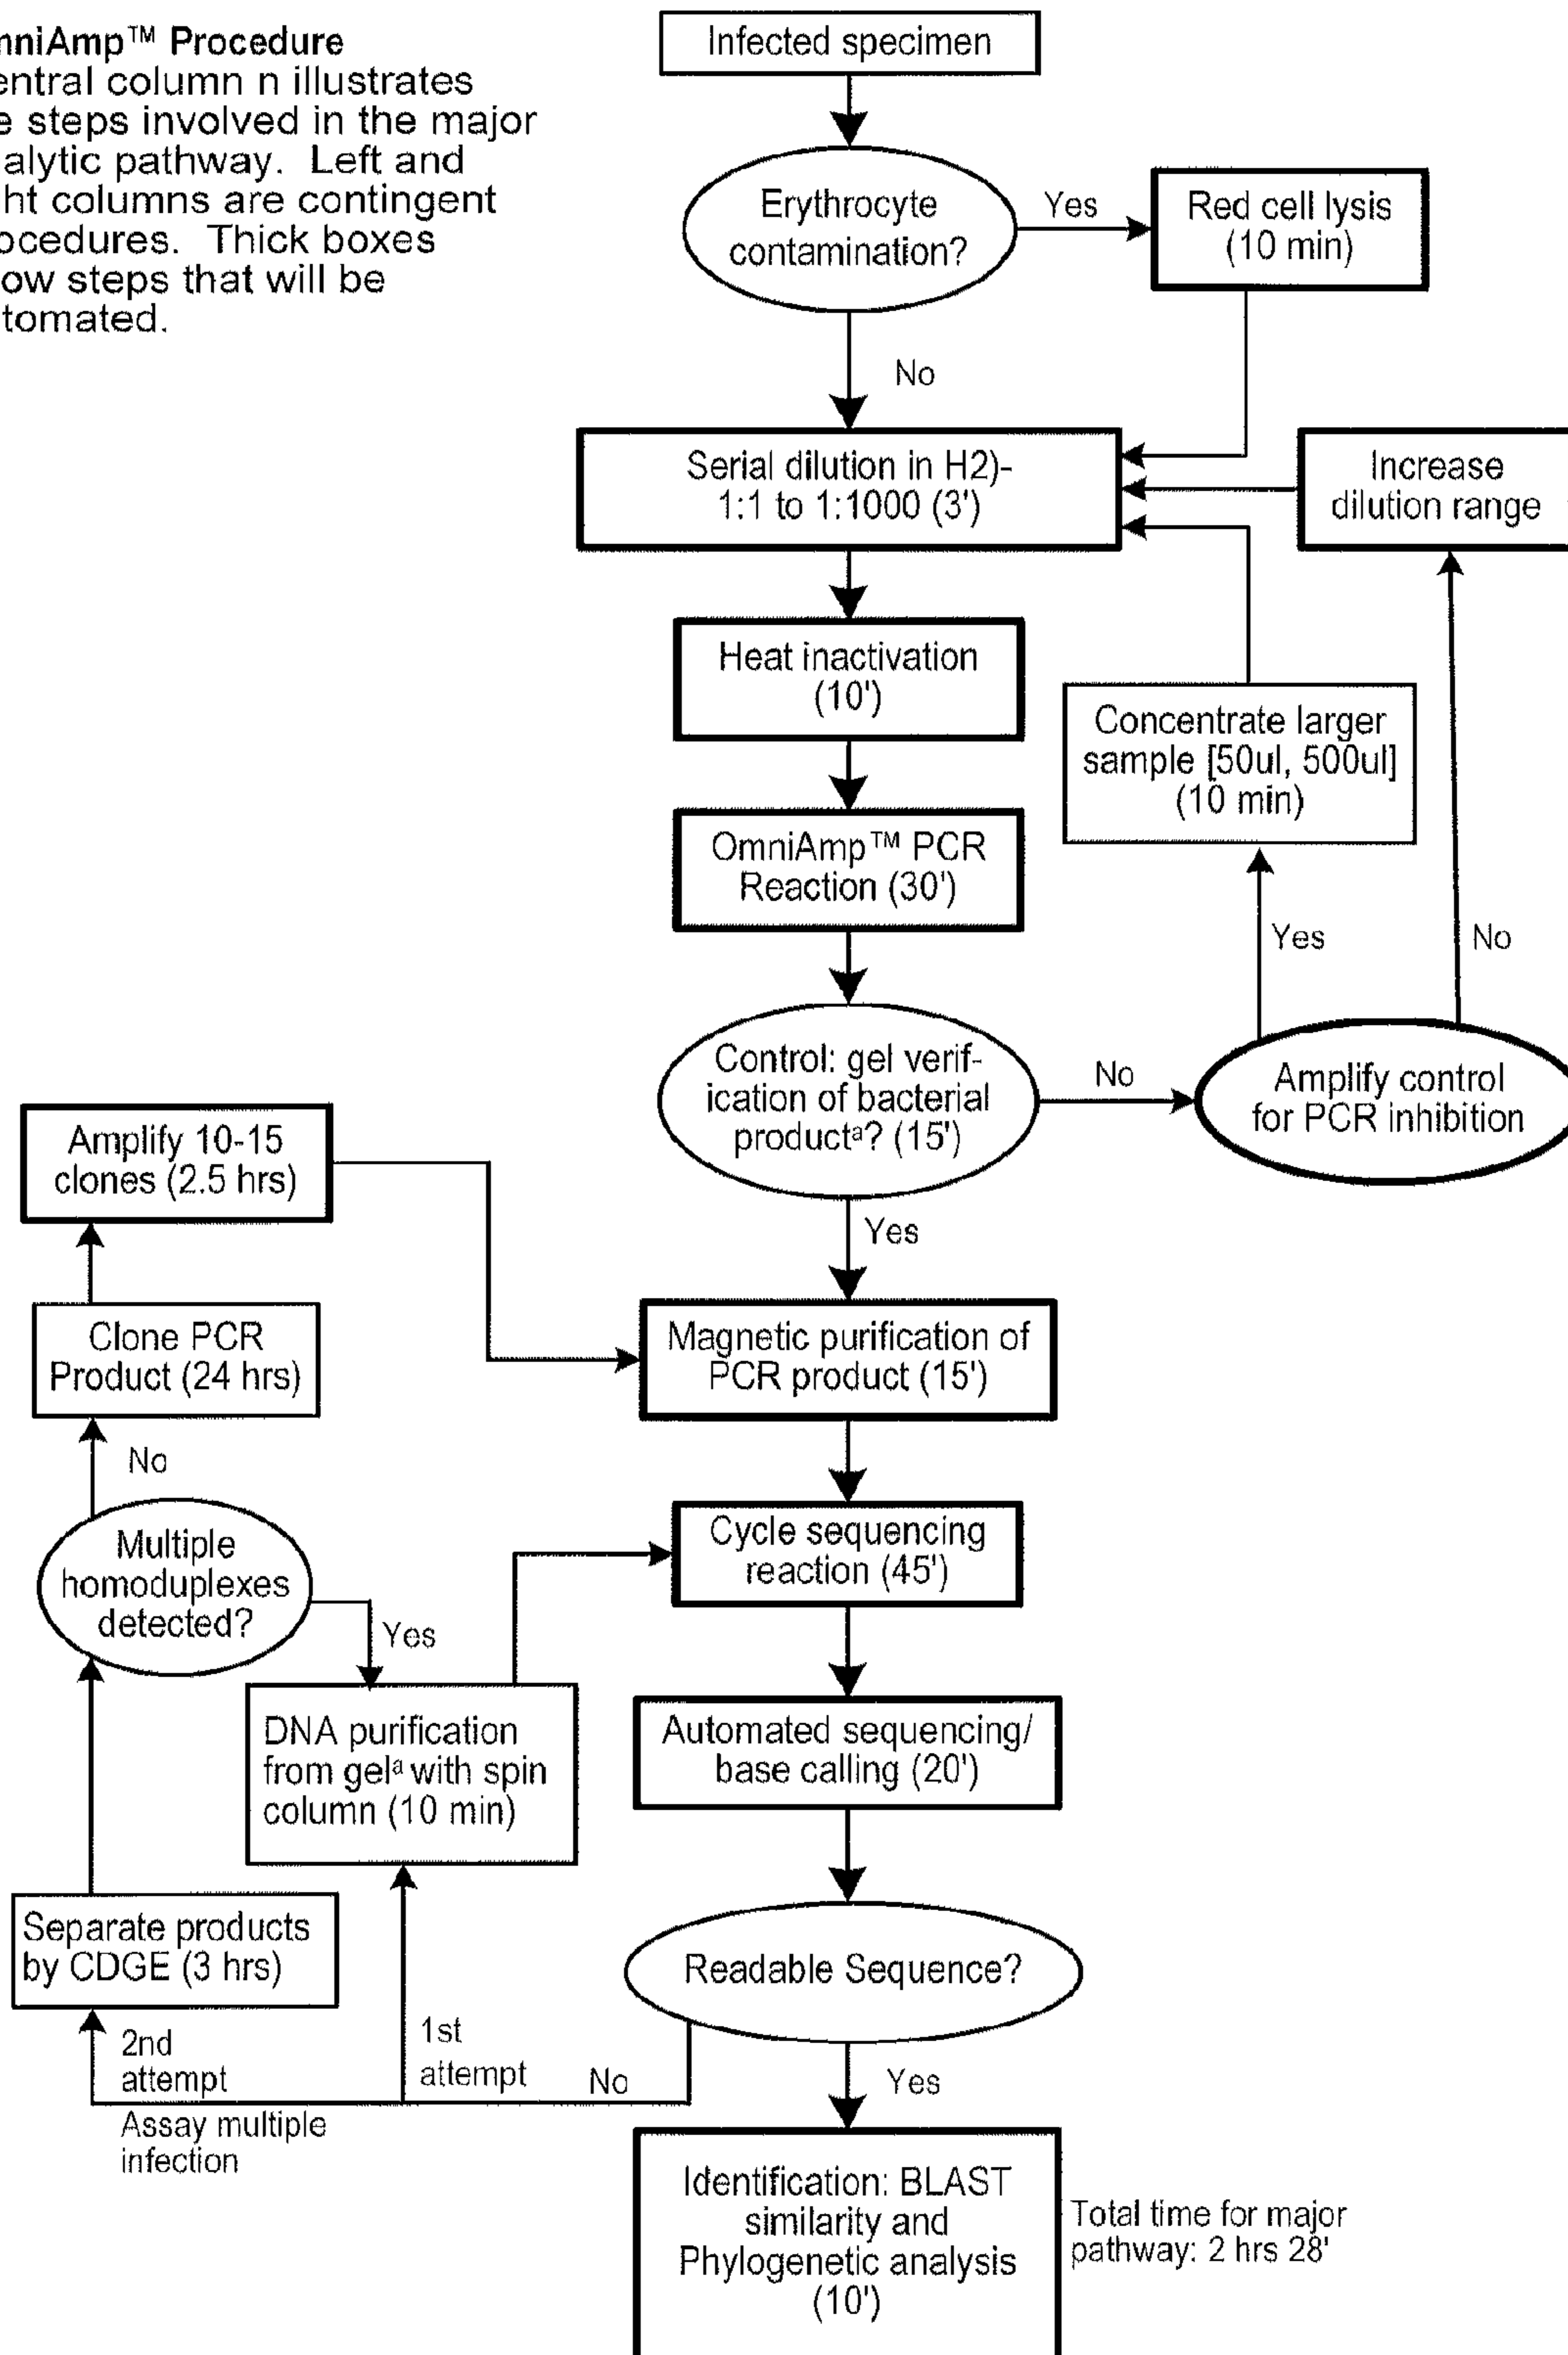 nniAmp™ Procedure
entral column n illustrates
e steps involved in the major
alytic pathway. Left and
ht columns are contingent
ocedures. Thick boxes
ow steps that will be
tomated.
Infected specimen
Erythrocyte
contamination?
Yes
Red cell lysis
(10 min)
No
Serial dilution in H2)-
1:1 to 1:1000 (3')
Increase
dilution range
Heat inactivation
(10')
Concentrate larger
sample [50ul, 500ul]
(10 min)
OmniAmp™ PCR
Reaction (30')
Yes
No
Control: gel verif-
ication of bacterial
productᵃ? (15')
No
Amplify control
for PCR inhibition
Amplify 10-15
clones (2.5 hrs)
Yes
Clone PCR
Product (24 hrs)
Magnetic purification of
PCR product (15')
No
Multiple
homoduplexes
detected?
Yes
Cycle sequencing
reaction (45')
DNA purification
from gelᵃ with spin
column (10 min)
Automated sequencing/
base calling (20')
Separate products
by CDGE (3 hrs)
Readable Sequence?
2nd
attempt
1st
attempt
No
Yes
Assay multiple
infection
Identification: BLAST
similarity and
Phylogenetic analysis
(10')
Total time for major
pathway: 2 hrs 28'